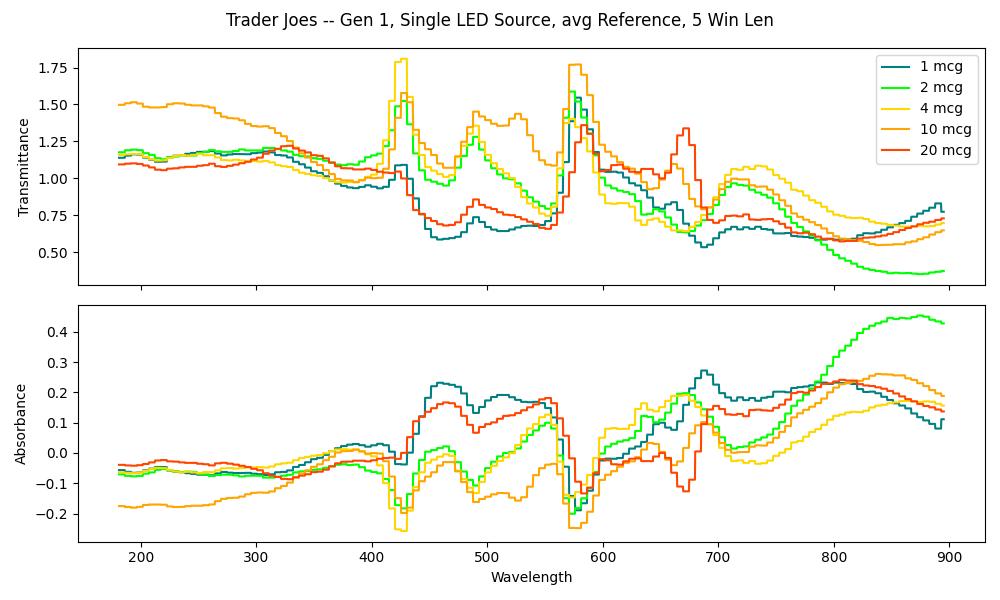 Trader Joes -- Gen 1, Single LED Source, avg Reference, 5 Win Len
Transmittance
1.75
1.50
1.25
1.00
0.75
0.50
1 mcg
2 mcg
4 mcg
10 mcg
20 mcg
Absorbance
0.4
0.3
0.2
0.1
0.0
−0.1
−0.2
200 300 400 500 600 700 800 900
Wavelength